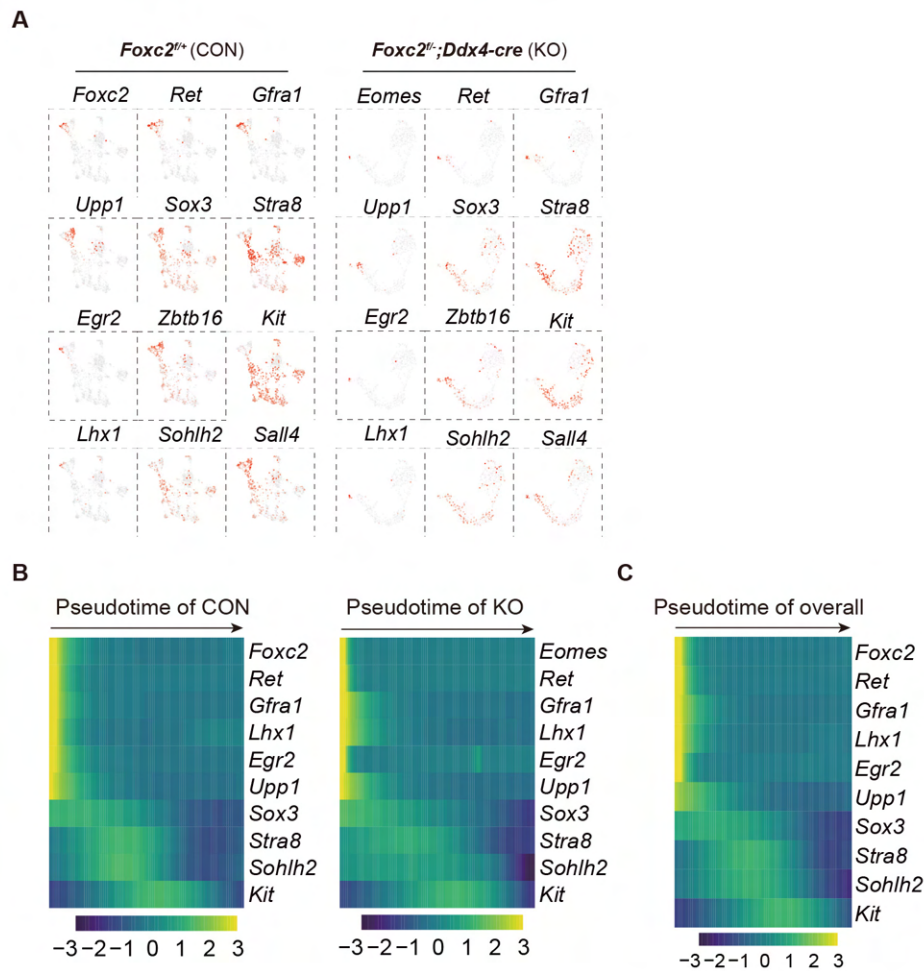 A
Foxc2f/+ (CON) Foxc2f/-;Ddx4-cre (KO)
Foxc2 Ret Gfra1 Eomes Ret Gfra1
Upp1 Sox3 Stra8 Upp1 Sox3 Stra8
Egr2 Zbtb16 Kit Egr2 Zbtb16 Kit
Lhx1 Sohlh2 Sall4 Lhx1 Sohlh2 Sall4
B
Pseudotime of CON
Foxc2
Ret
Gfra1
Lhx1
Egr2
Upp1
Sox3
Stra8
Sohlh2
Kit
−3 −2 −1 0 1 2 3
Pseudotime of KO
Eomes
Ret
Gfra1
Lhx1
Egr2
Upp1
Sox3
Stra8
Sohlh2
Kit
−3 −2 −1 0 1 2 3
C
Pseudotime of overall
Foxc2
Ret
Gfra1
Lhx1
Egr2
Upp1
Sox3
Stra8
Sohlh2
Kit
−3 −2 −1 0 1 2 3